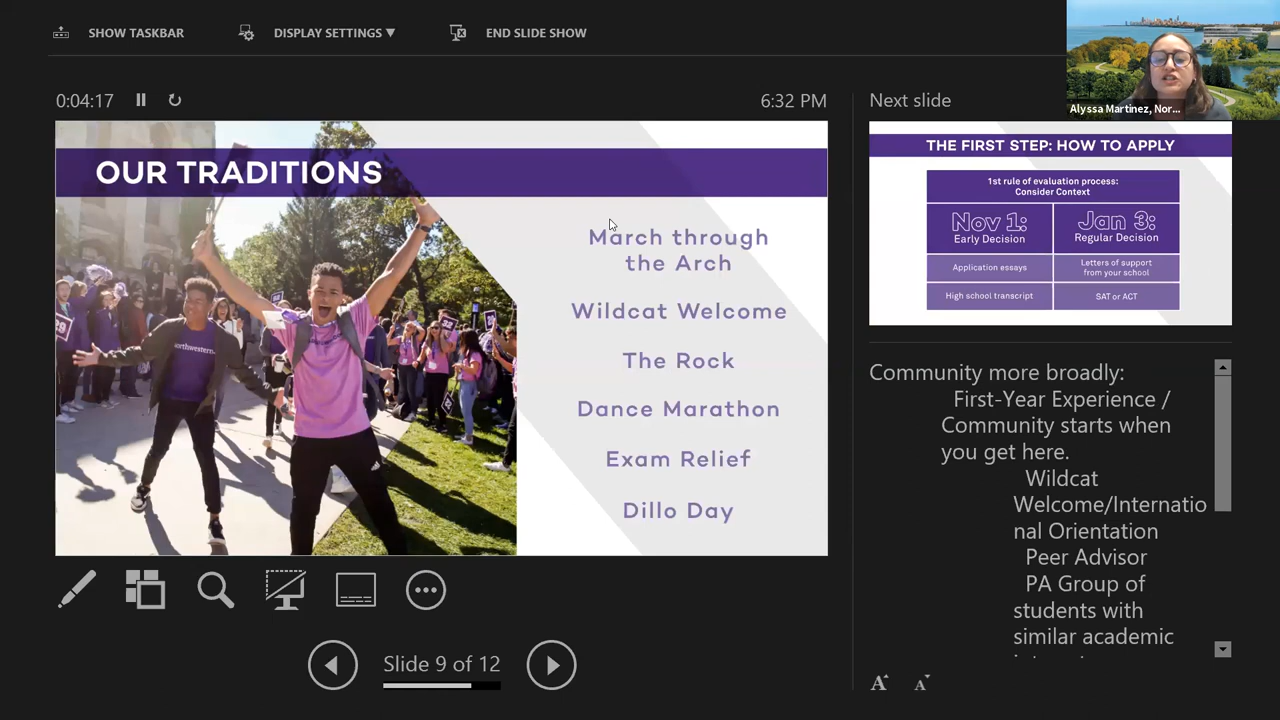 SHOW TASKBAR
DISPLAY SETTINGS ▼
END SLIDE SHOW
Alyssa Martinez, Nor...
0:04:17
6:32 PM
Next slide
OUR TRADITIONS
March through
the Arch
Wildcat Welcome
The Rock
Dance Marathon
Exam Relief
Dillo Day
Northwestern
THE FIRST STEP: HOW TO APPLY
1st rule of evaluation process:
Consider Context
Nov 1:
Early Decision
Jan 3:
Regular Decision
Application essays
Letters of support
from your school
High school transcript
SAT or ACT
Community more broadly:
First-Year Experience /
Community starts when
you get here.
Wildcat
Welcome/Internatio
nal Orientation
Peer Advisor
PA Group of
students with
similar academic
Slide 9 of 12
A A